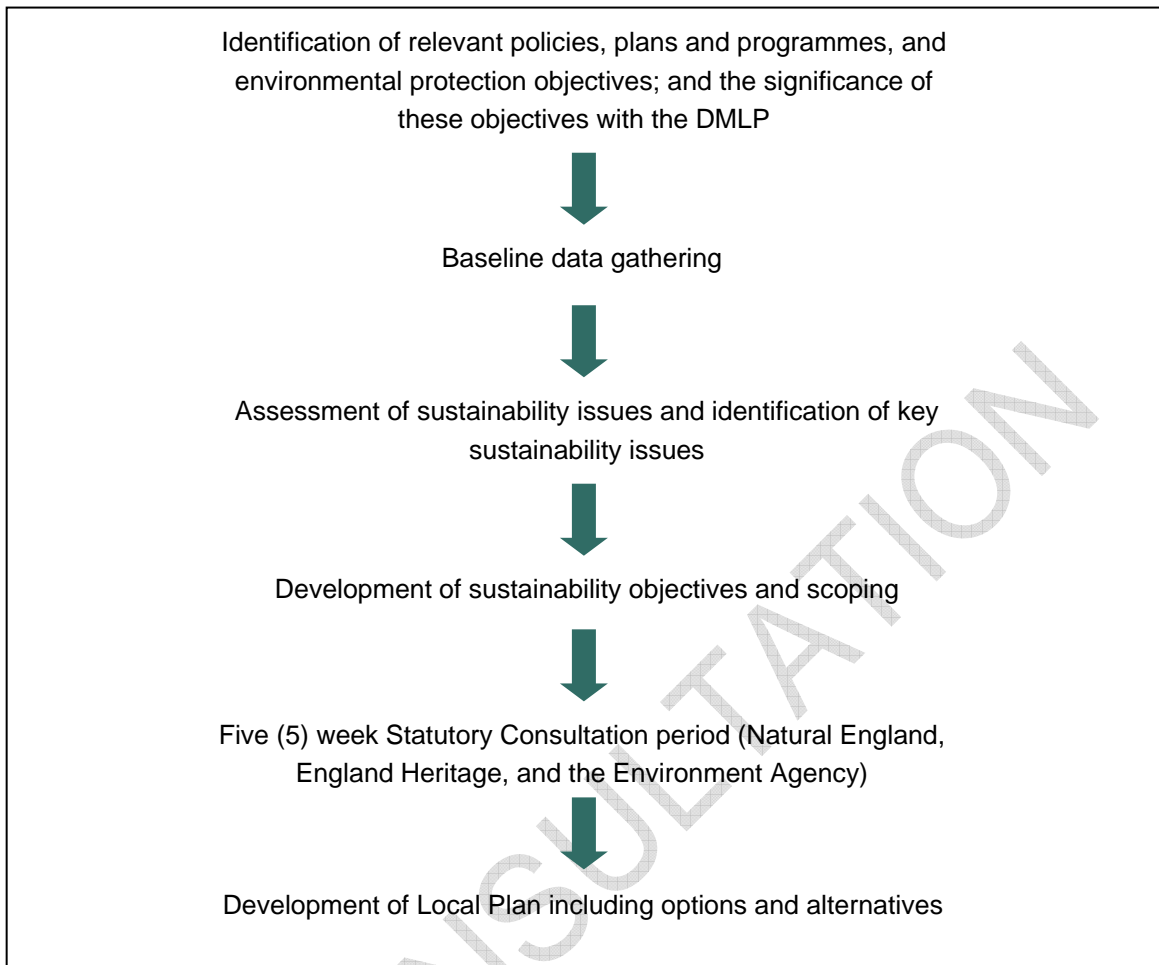 Identification of relevant policies, plans and programmes, and
environmental protection objectives; and the significance of
these objectives with the DMLP
Baseline data gathering
Assessment of sustainability issues and identification of key
sustainability issues
Development of sustainability objectives and scoping
Five (5) week Statutory Consultation period (Natural England,
England Heritage, and the Environment Agency)
Development of Local Plan including options and alternatives
NSULTATION